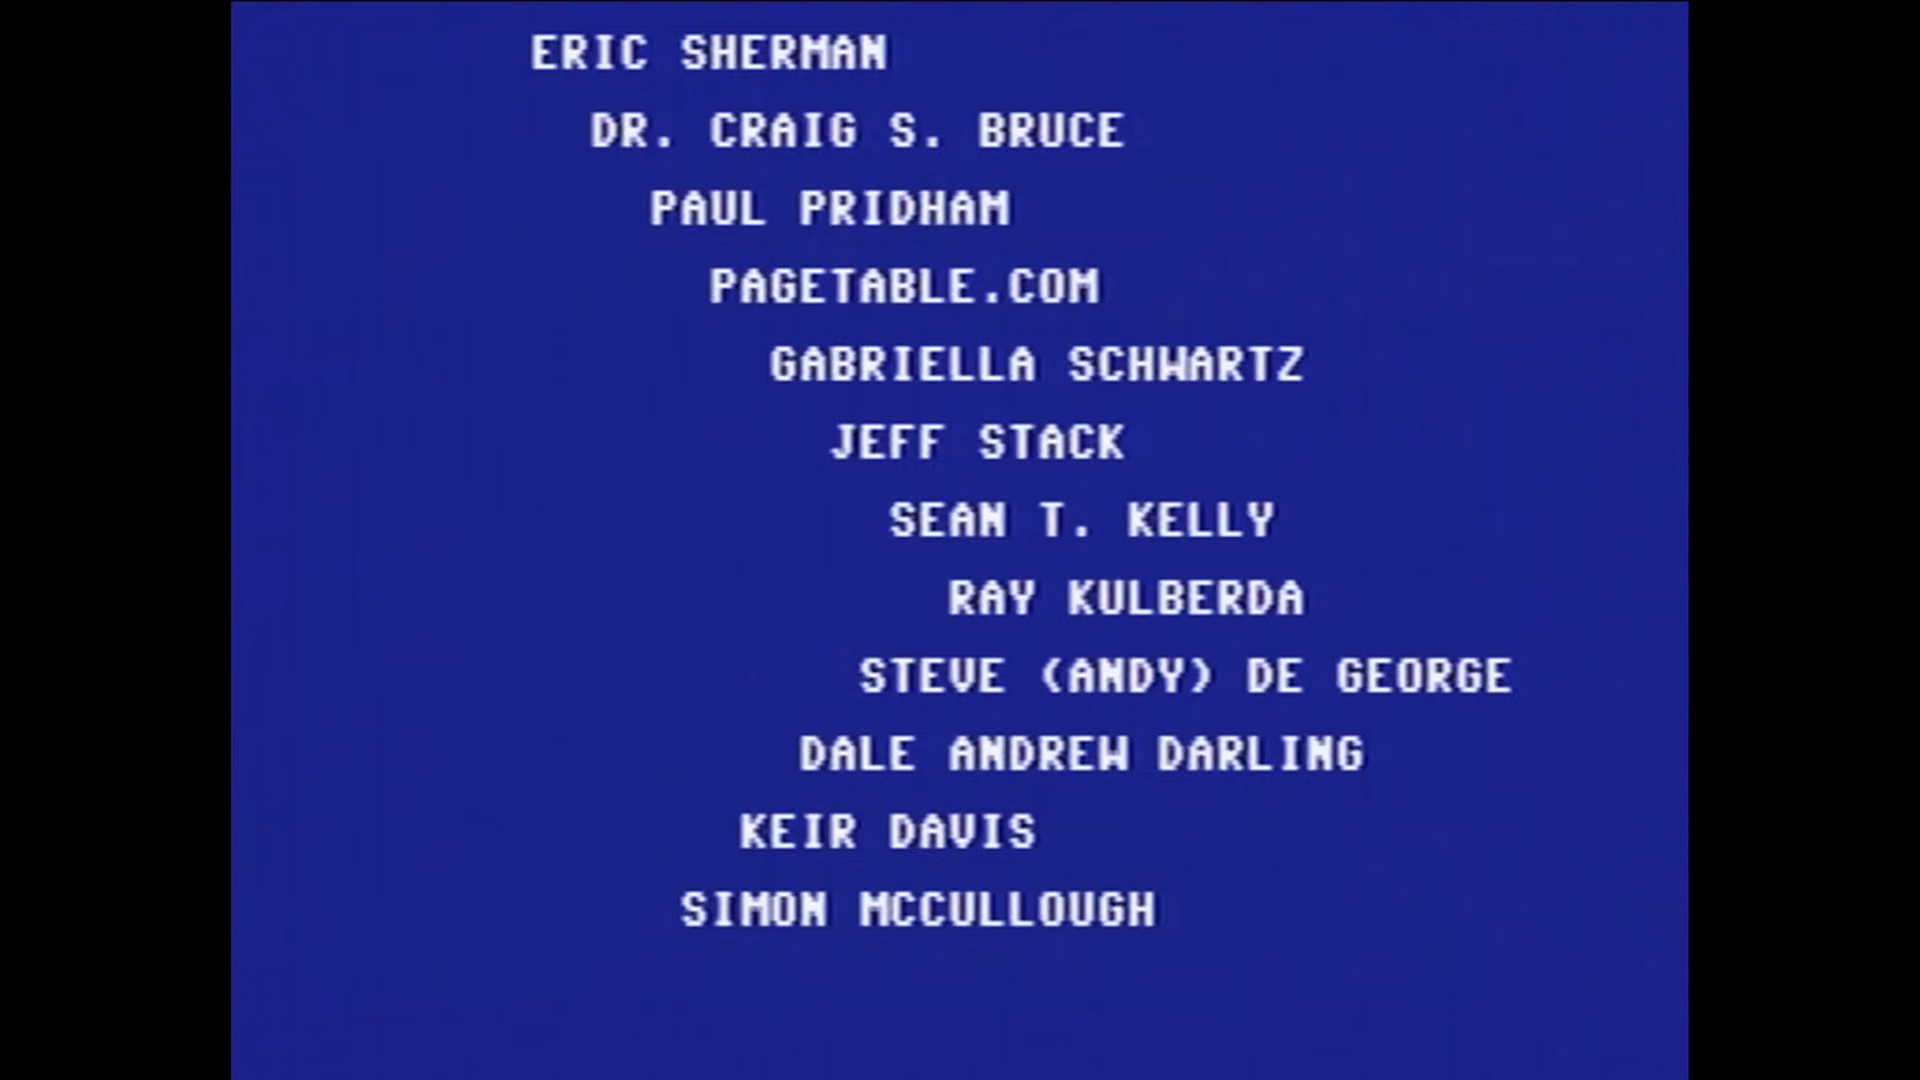 ERIC SHERMAN
DR. CRAIG S. BRUCE
PAUL PRIDHAM
PAGETABLE.COM
GABRIELLA SCHWARTZ
JEFF STACK
SEAN T. KELLY
RAY KULBERDA
STEVE (ANDY) DE GEORGE
DALE ANDREW DARLING
KEIR DAVIS
SIMON MCCULLOUGH